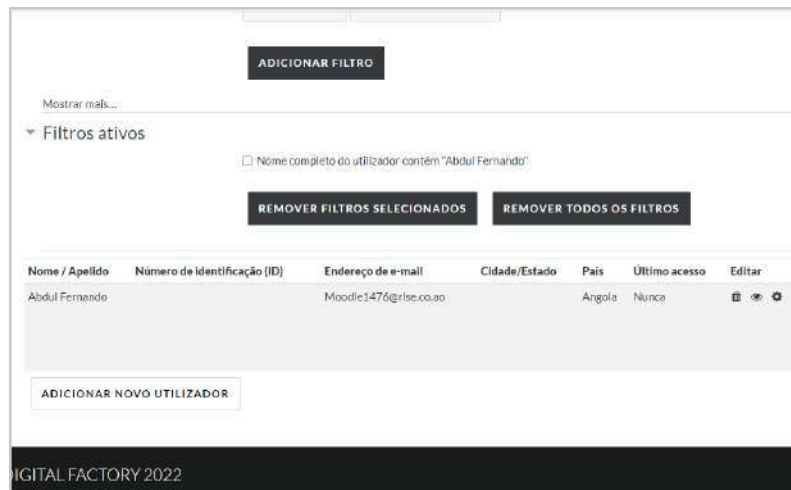 ADICIONAR FILTRO
Mostrar mais...
Filtros ativos
Nome completo do utilizador contém "Abdul Fernando"
REMOVER FILTROS SELECIONADOS REMOVER TODOS OS FILTROS
Nome / Apelido Número de identificação (ID) Endereço de e-mail Cidade/Estado País Último acesso Editar
Abdul Fernando Moodle1476@rlse.co.ao Angola Nunca
ADICIONAR NOVO UTILIZADOR
IGITAL FACTORY 2022